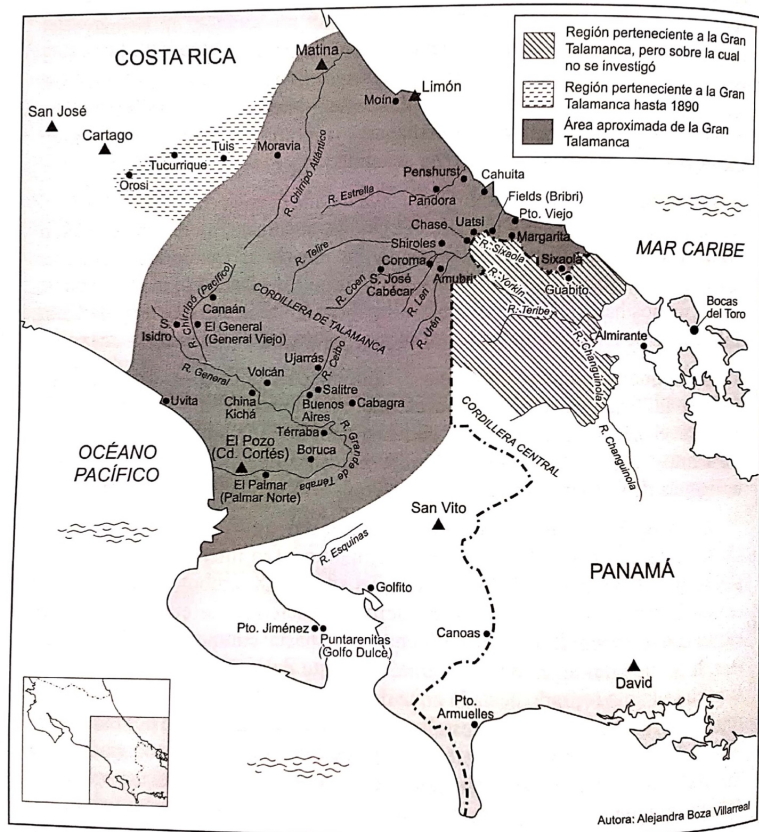 Región perteneciente a la Gran
Talamanca, pero sobre la cual
no se investigó
Región perteneciente a la Gran
Talamanca hasta 1890
Área aproximada de la Gran
Talamanca
COSTA RICA
Matina
Limón
Moín
San José
Cartago
Tuis
Moravia
Tucurrique
Orosi
R. Chirripó Atlántico
Penshurst
Cahuita
R. Estrella
Pandora
Fields (Bribri)
Pto. Viejo
Chase
Uatsi
Margarita
MAR CARIBE
Shiroles
R. Telire
R. Sixaola
Sixaola
Coroma
R. Coen
S. José
Cabécar
Amubri
R. Yorkin
Guabito
R. Lari
R. Urén
R. Teribe
Bocas
del Toro
Almirante
R. Changuinola
R. Changuinola
R. Chirripó (Pacífico)
Canaán
CORDILLERA DE TALAMANCA
S.
Isidro
El General
(General Viejo)
Ujarrás
R. Ceibo
R. General
Volcán
Salitre
Uvita
China
Kichá
Buenos
Aires
Cabagra
Térraba
R. Grande de Térraba
CORDILLERA CENTRAL
OCÉANO
PACÍFICO
El Pozo
(Cd. Cortés)
Boruca
El Palmar
(Palmar Norte)
San Vito
R. Esquinas
PANAMÁ
Golfito
Pto. Jiménez
Puntarenitas
(Golfo Dulce)
Canoas
David
Pto.
Armuelles
Autora: Alejandra Boza Villarreal